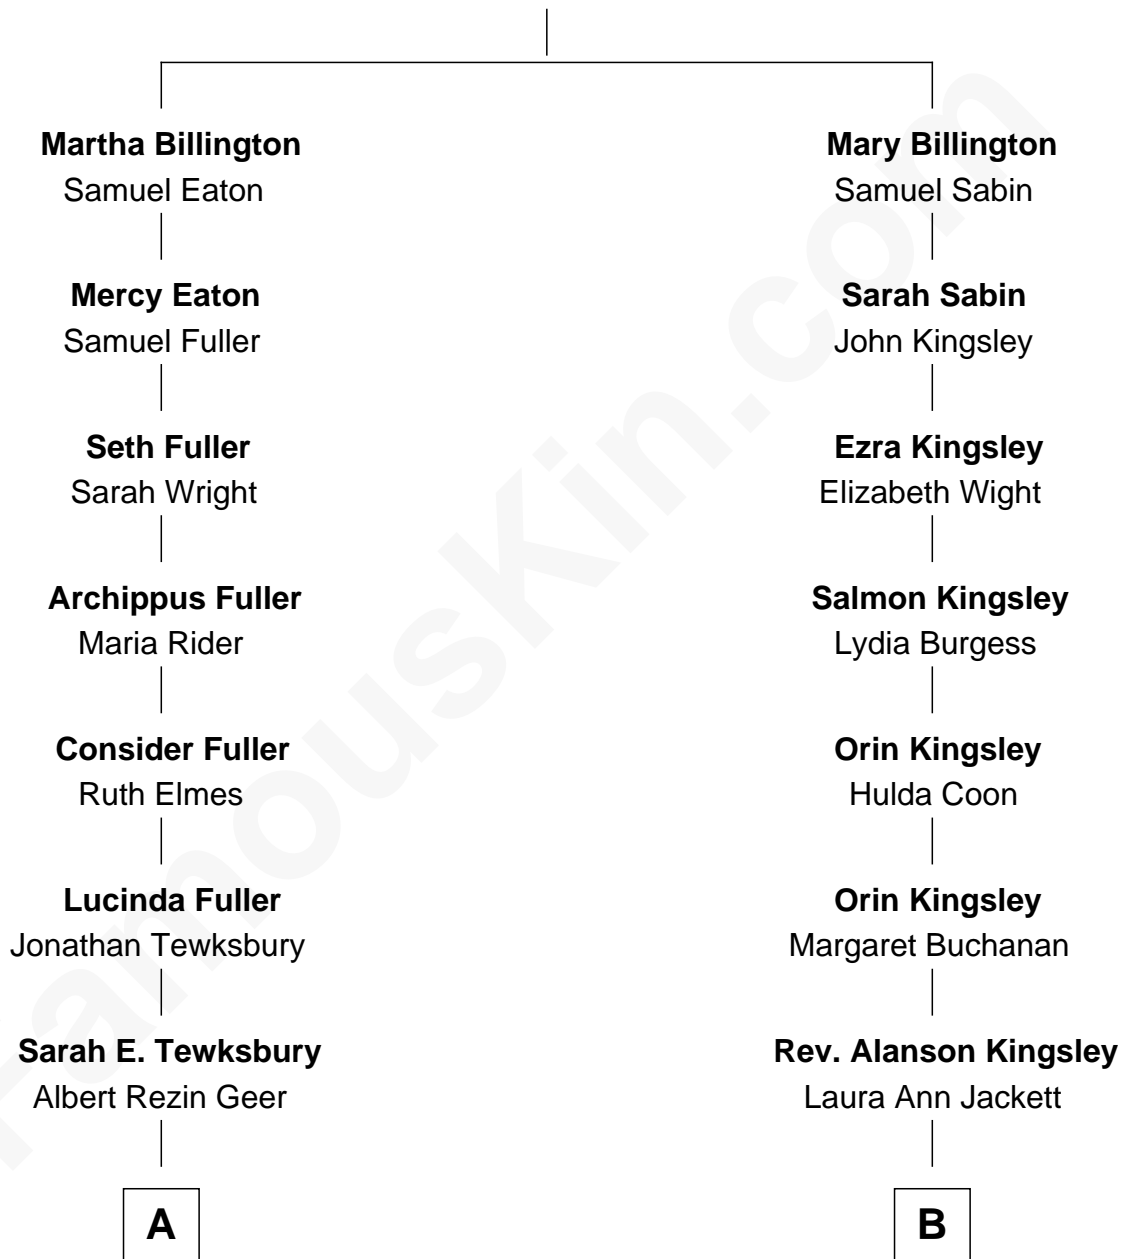 Martha Billington
Samuel Eaton
Mercy Eaton
Samuel Fuller
Seth Fuller
Sarah Wright
Archippus Fuller
Maria Rider
Consider Fuller
Ruth Elmes
Lucinda Fuller
Jonathan Tewksbury
Sarah E. Tewksbury
Albert Rezin Geer
A
Mary Billington
Samuel Sabin
Sarah Sabin
John Kingsley
Ezra Kingsley
Elizabeth Wight
Salmon Kingsley
Lydia Burgess
Orin Kingsley
Hulda Coon
Orin Kingsley
Margaret Buchanan
Rev. Alanson Kingsley
Laura Ann Jackett
B
FamousKin.com